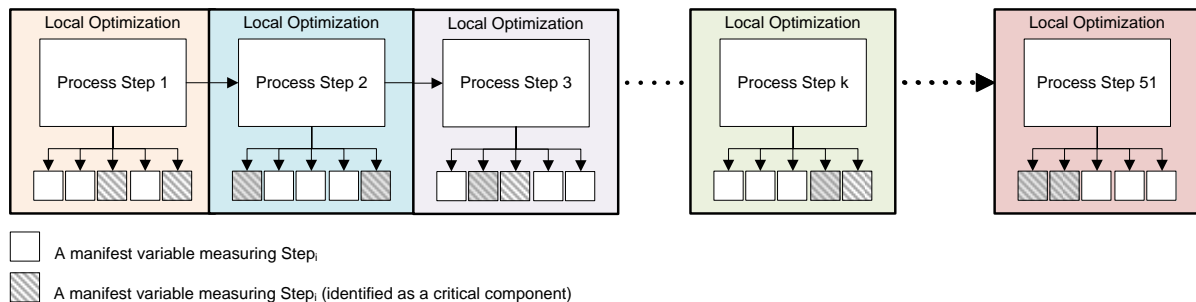 Local Optimization
Local Optimization
Local Optimization
Local Optimization
Local Optimization
Process Step 1
Process Step 2
Process Step 3
Process Step k
Process Step 51
A manifest variable measuring Stepᵢ
A manifest variable measuring Stepᵢ (identified as a critical component)